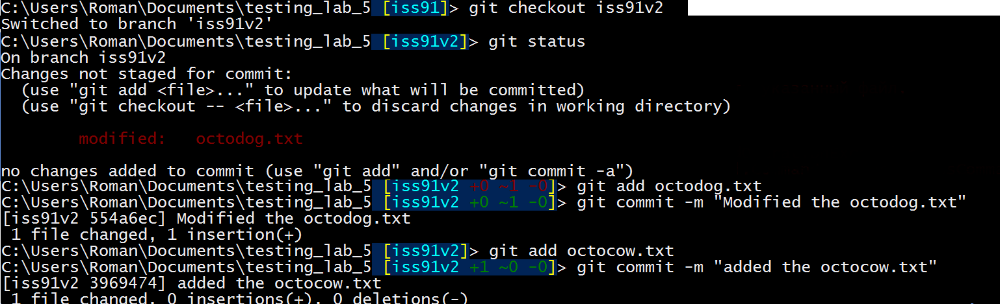 C:\Users\Roman\Documents\testing_lab_5 [iss91]> git checkout iss91v2
Switched to branch 'iss91v2'
C:\Users\Roman\Documents\testing_lab_5 [iss91v2]> git status
On branch iss91v2
Changes not staged for commit:
  (use "git add <file>..." to update what will be committed)
  (use "git checkout -- <file>..." to discard changes in working directory)
        modified:   octodog.txt
no changes added to commit (use "git add" and/or "git commit -a")
C:\Users\Roman\Documents\testing_lab_5 [iss91v2 +0 ~1 -0]> git add octodog.txt
C:\Users\Roman\Documents\testing_lab_5 [iss91v2 +0 ~1 -0]> git commit -m "Modified the octodog.txt"
[iss91v2 554a6ec] Modified the octodog.txt
 1 file changed, 1 insertion(+)
C:\Users\Roman\Documents\testing_lab_5 [iss91v2]> git add octocow.txt
C:\Users\Roman\Documents\testing_lab_5 [iss91v2 +1 ~0 -0]> git commit -m "added the octocow.txt"
[iss91v2 3969474] added the octocow.txt
 1 file changed, 0 insertions(+), 0 deletions(-)